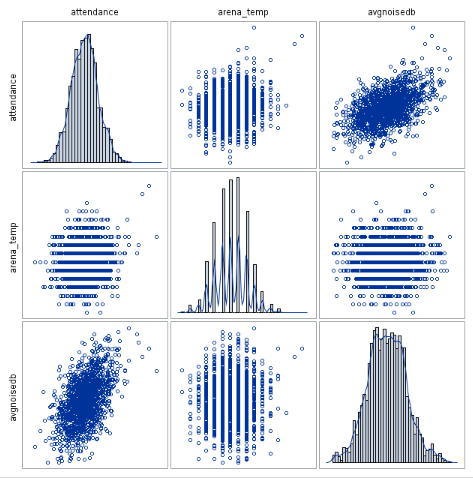 attendance
arena_temp
avgnoisedb
attendance
arena_temp
avgnoisedb